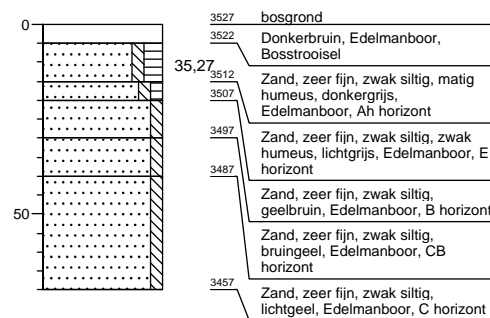 0
3527 bosgrond
3522 Donkerbruin, Edelmanboor,
Bosstrooisel
35,27
3512 Zand, zeer fijn, zwak siltig, matig
humeus, donkergrijs,
Edelmanboor, Ah horizont
3507 Zand, zeer fijn, zwak siltig, zwak
humeus, lichtgrijs, Edelmanboor, E
horizont
3497 Zand, zeer fijn, zwak siltig,
geelbruin, Edelmanboor, B horizont
3487 Zand, zeer fijn, zwak siltig,
bruingeel, Edelmanboor, CB
horizont
50
3457 Zand, zeer fijn, zwak siltig,
lichtgeel, Edelmanboor, C horizont